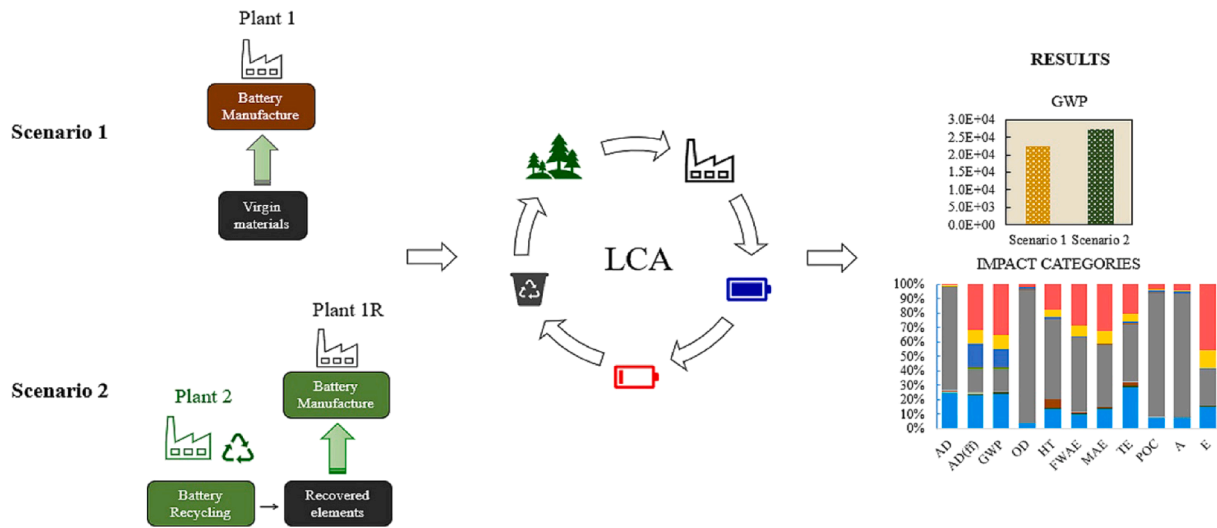 Scenario 1
Plant 1
Battery
Manufacture
Virgin
materials
Scenario 2
Plant 2
Battery
Recycling
Plant 1R
Battery
Manufacture
Recovered
elements
LCA
RESULTS
GWP
3.0E+04
2.5E+04
2.0E+04
1.5E+04
1.0E+04
5.0E+03
0.0E+00
Scenario 1 Scenario 2
IMPACT CATEGORIES
100%
90%
80%
70%
60%
50%
40%
30%
20%
10%
0%
AD
AD(ff)
GWP
OD
HT
FWAE
MAE
TE
POC
A
E